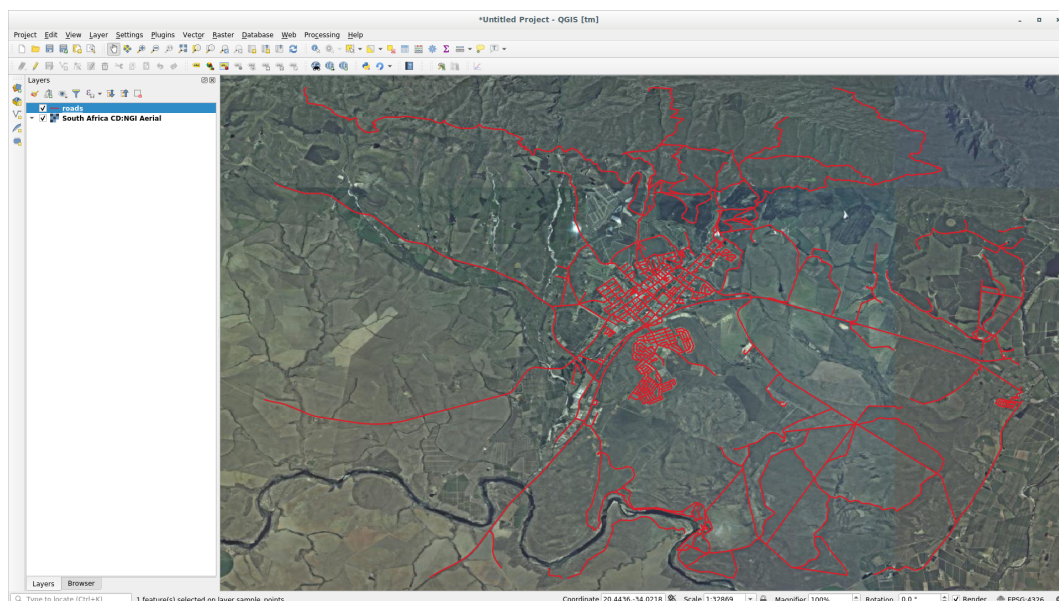 *Untitled Project - QGIS [tm]
Project Edit View Layer Settings Plugins Vector Raster Database Web Processing Help
Layers
roads
South Africa CD:NGI Aerial
Layers Browser
Type to locate (Ctrl+K) 1 feature(s) selected on layer sample_points. Coordinate 20.4436,-34.0218 Scale 1:32869 Magnifier 100% Rotation 0.0 ° Render EPSG:4326